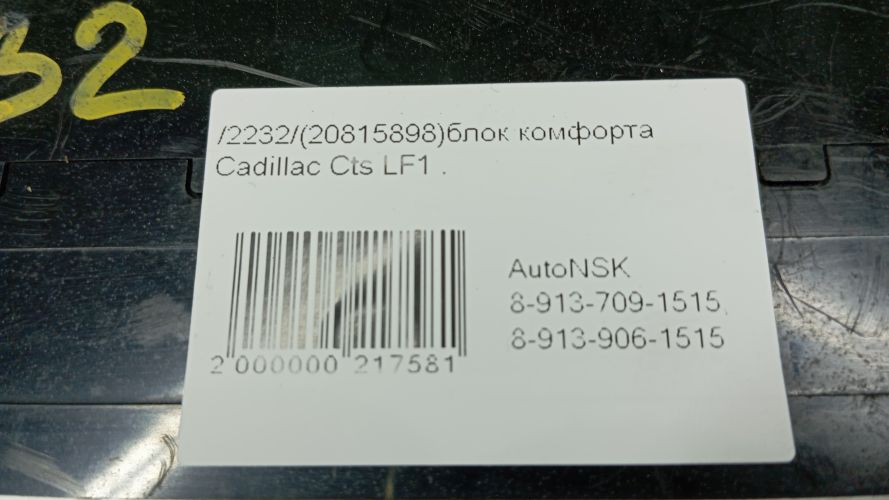 32
/2232/(20815898)блок комфорта
Cadillac Cts LF1 .
AutoNSK
8-913-709-1515,
8-913-906-1515
2 000000 217581